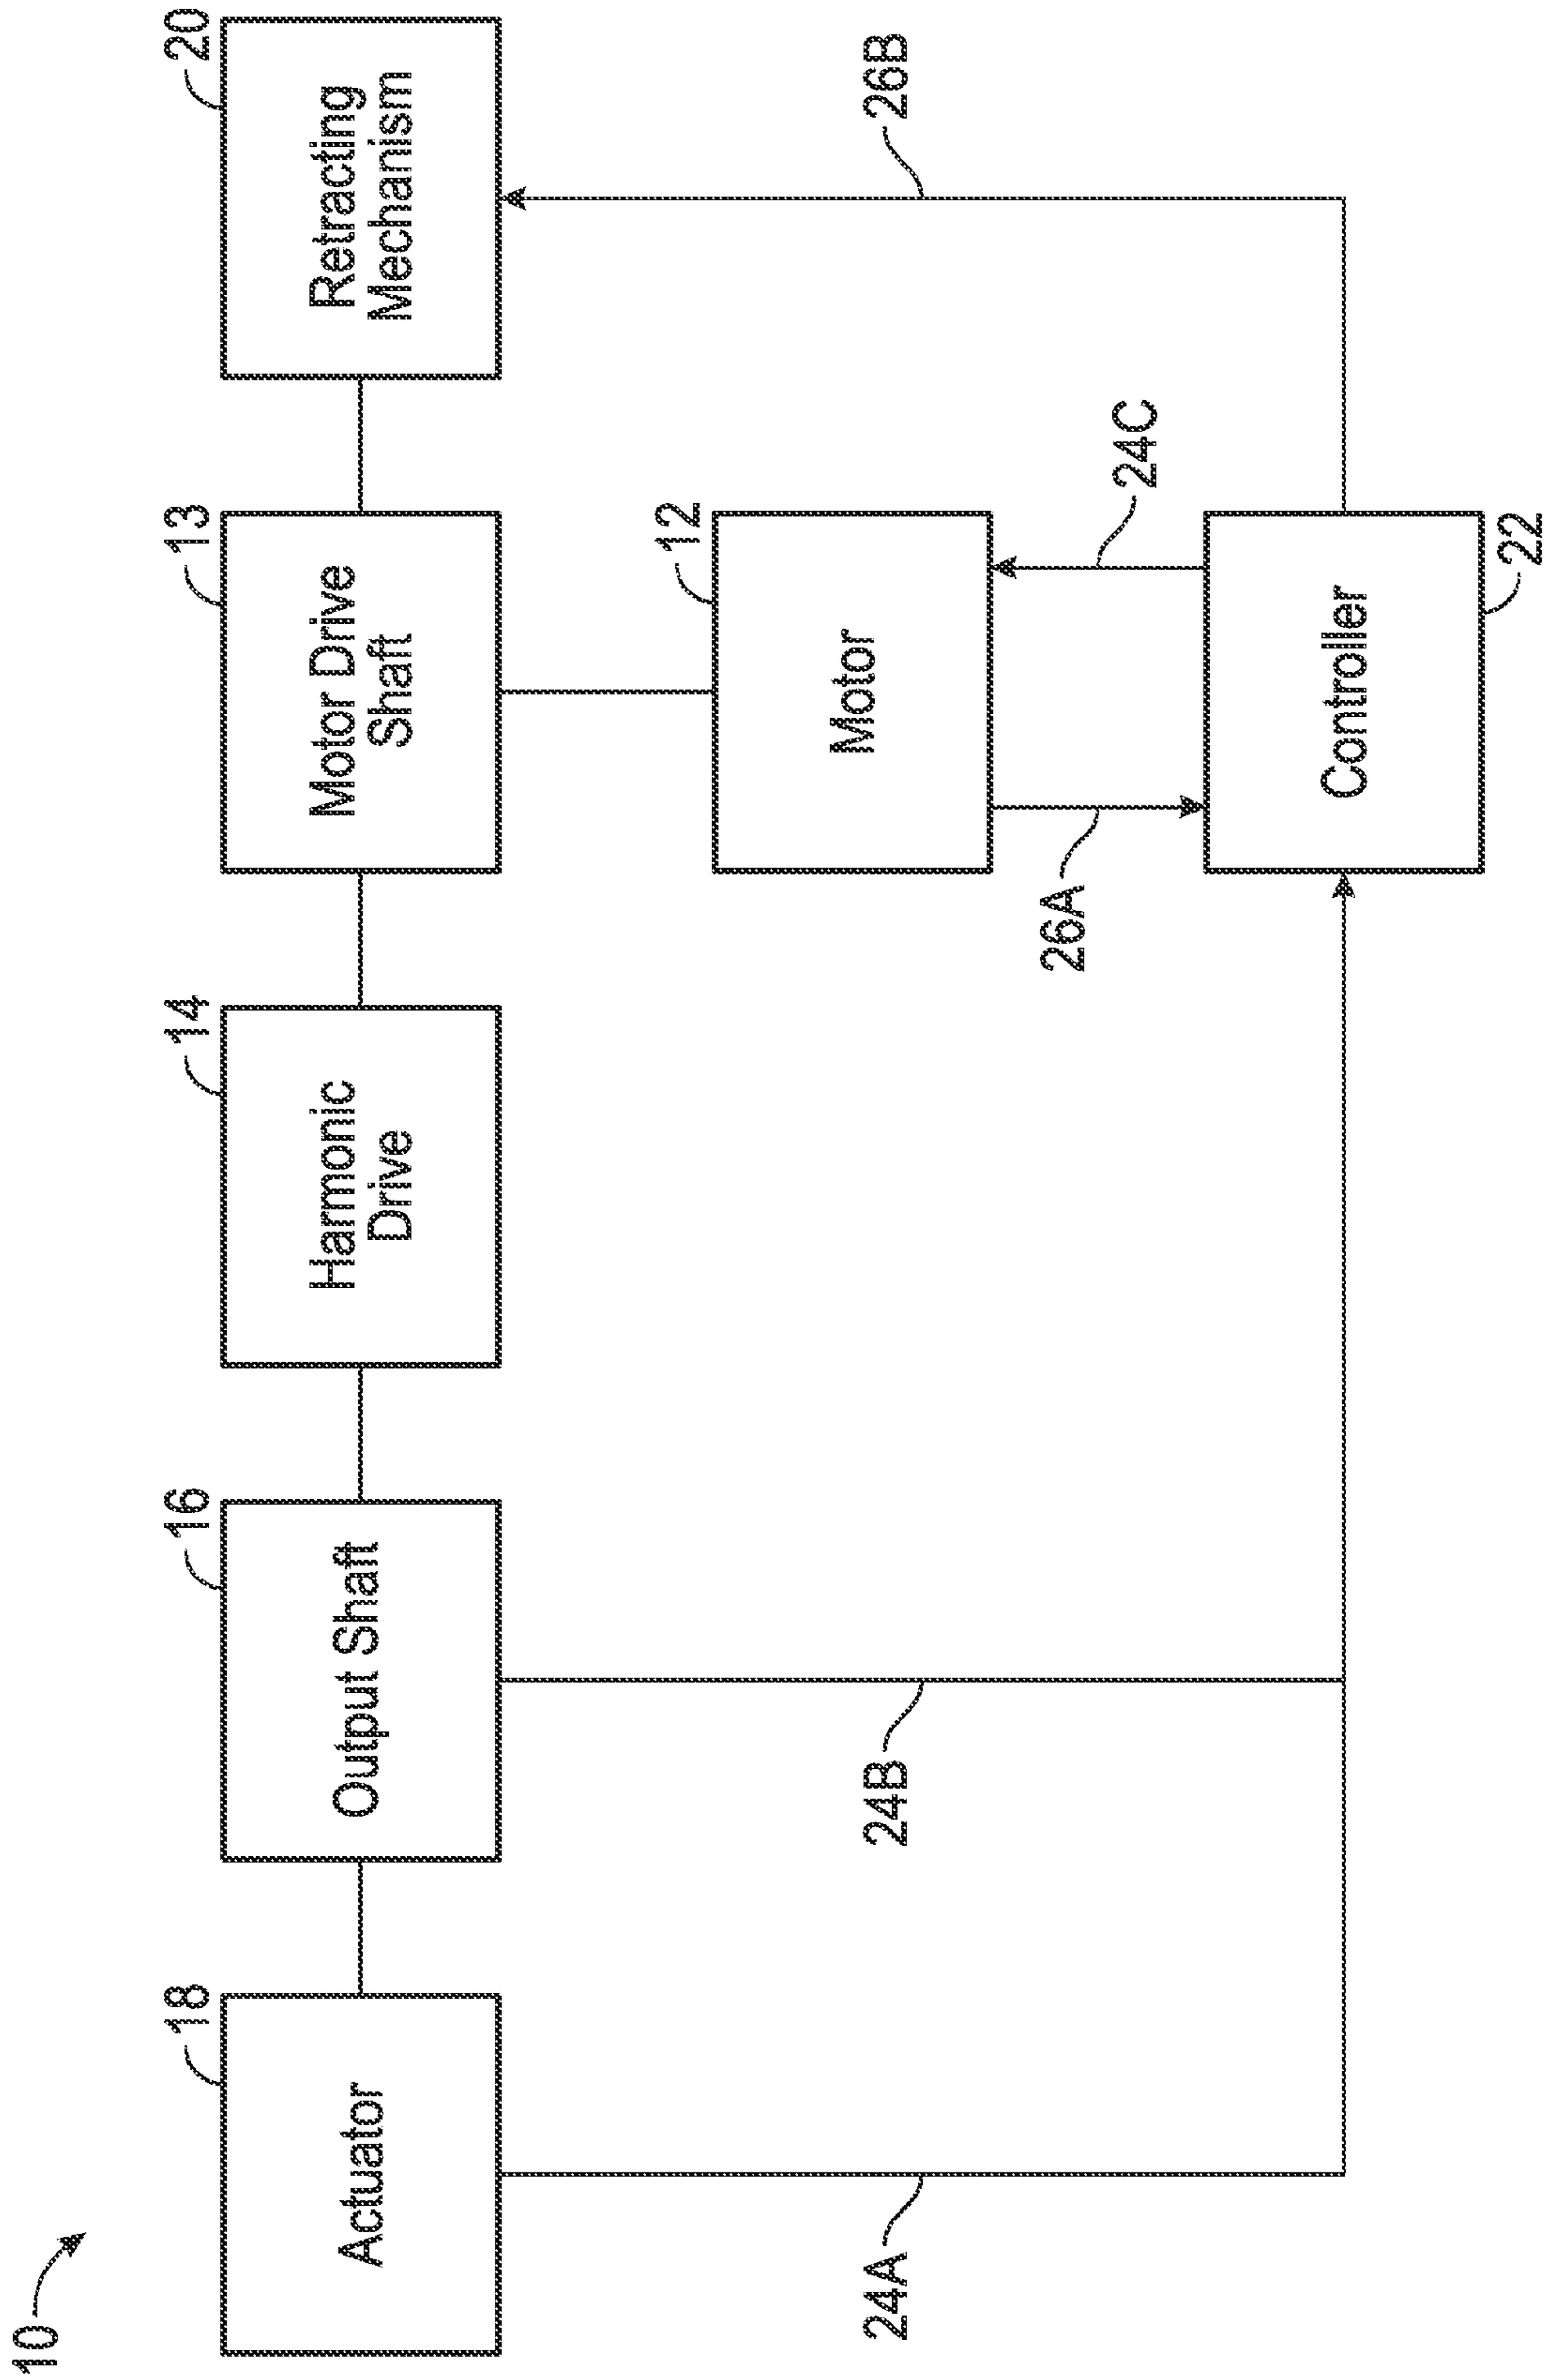 10
18
Actuator
16
Output Shaft
14
Harmonic
Drive
13
Motor Drive
Shaft
20
Retracting
Mechanism
12
Motor
24A
24B
26A
24C
26B
Controller
22